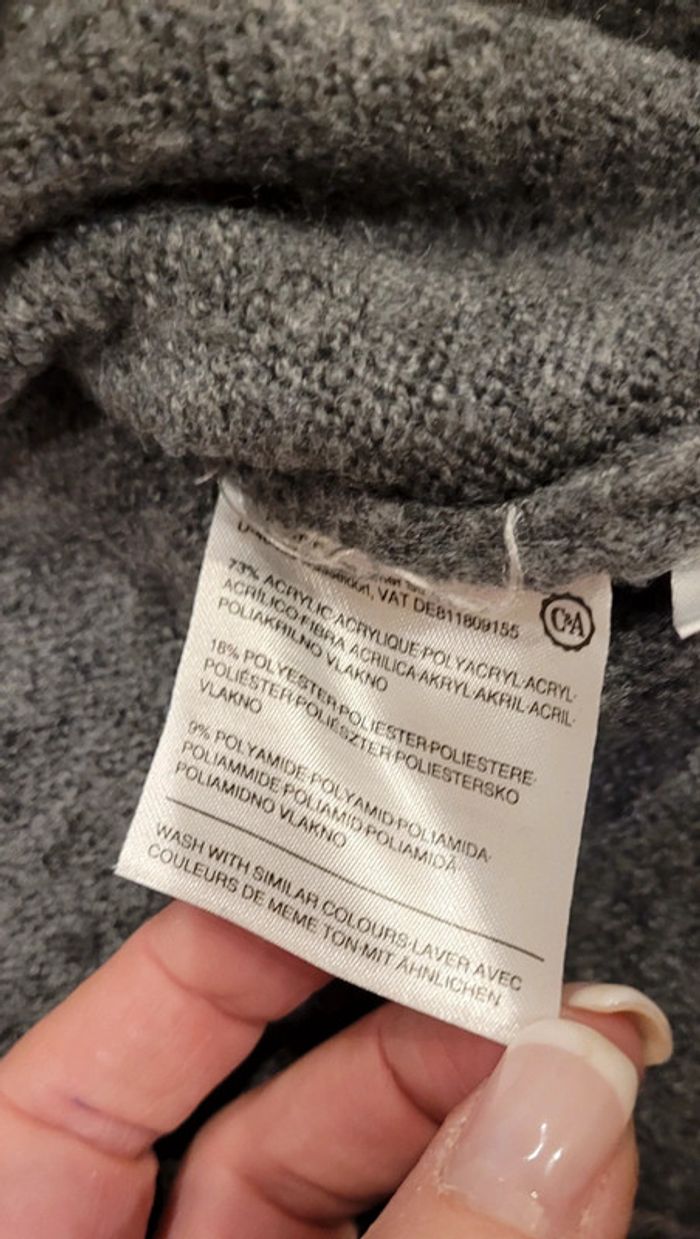 VAT DE811809155
C&A
73% ACRYLIC·ACRYLIQUE·POLYACRYL·ACRYL·
ACRÍLICO·FIBRA ACRILICA·AKRYL·AKRIL·ACRIL·
POLIAKRILNO VLAKNO
18% POLYESTER·POLIESTER·POLIESTERE·
POLIÉSTER·POLIÉSZTER·POLIESTERSKO
VLAKNO
9% POLYAMIDE·POLYAMID·POLIAMIDA·
POLIAMMIDE·POLIAMID·POLIAMIDĂ·
POLIAMIDNO VLAKNO
WASH WITH SIMILAR COLOURS·LAVER AVEC
COULEURS DE MEME TON·MIT ÄHNLICHEN